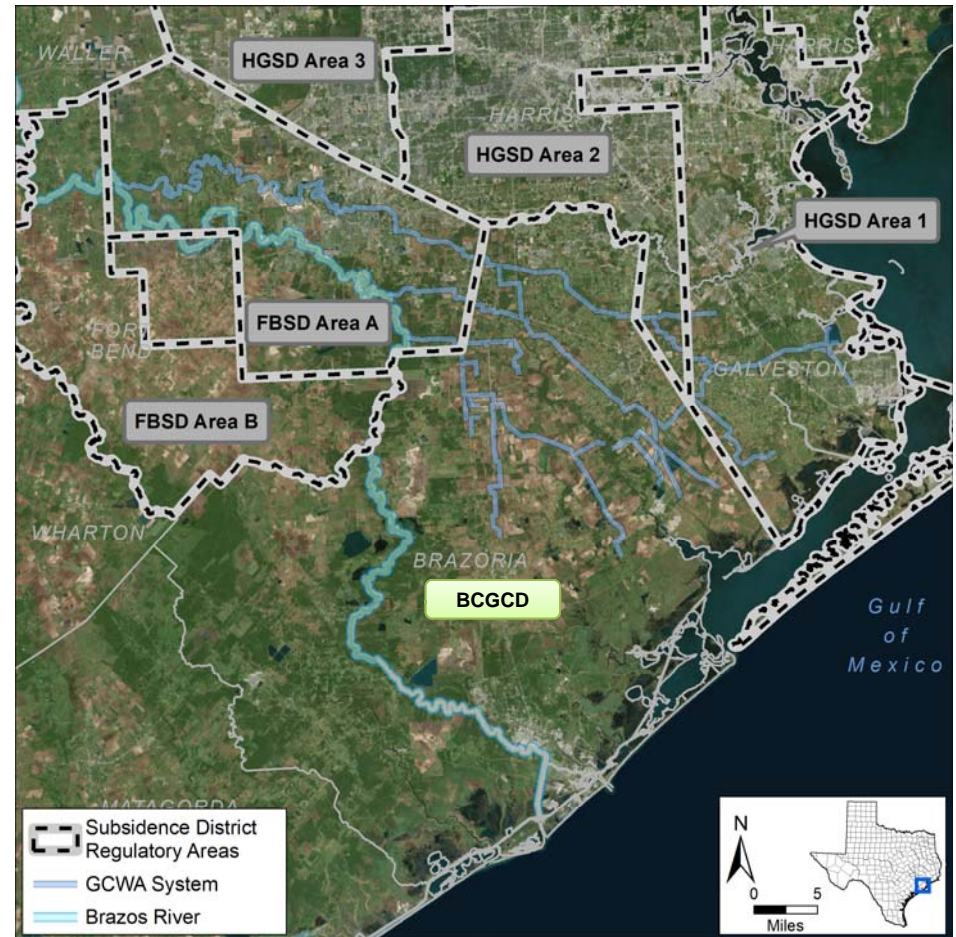 WALLER
HGSD Area 3
HARRIS
HARRIS
HGSD Area 2
HGSD Area 1
FBSD Area A
FORT
BEND
GALVESTON
FBSD Area B
WHARTON
BRAZORIA
BCGCD
Gulf
of
Mexico
MATAGORDA
Subsidence District
Regulatory Areas
GCWA System
Brazos River
N
0 5
Miles